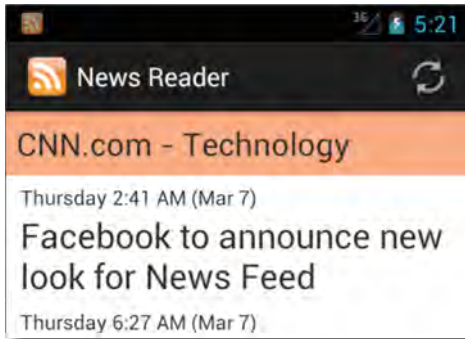 3G 5:21
News Reader
CNN.com - Technology
Thursday 2:41 AM (Mar 7)
Facebook to announce new
look for News Feed
Thursday 6:27 AM (Mar 7)